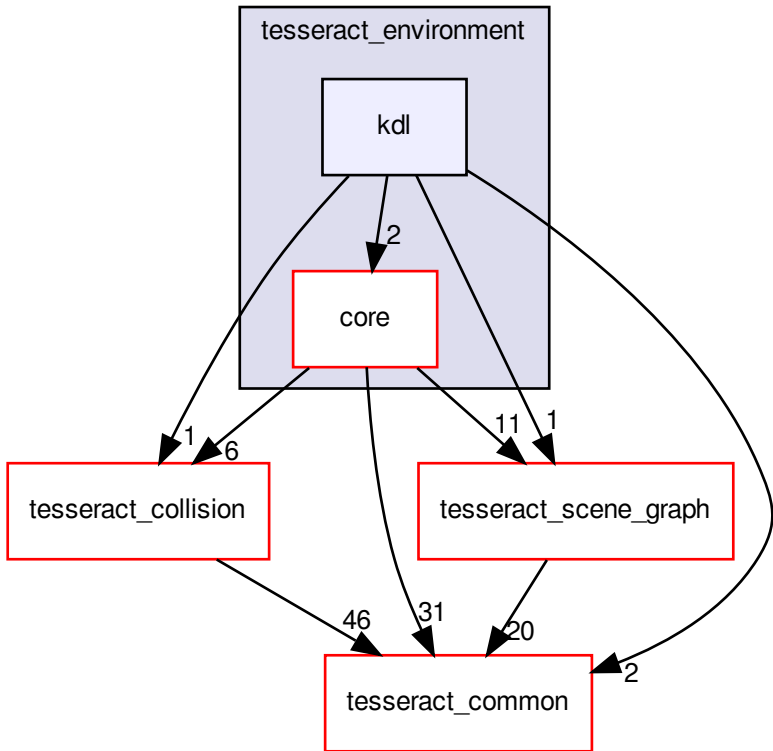 tesseract_environment
kdl
2
core
11
1
1
6
tesseract_collision
tesseract_scene_graph
46
31
20
2
tesseract_common